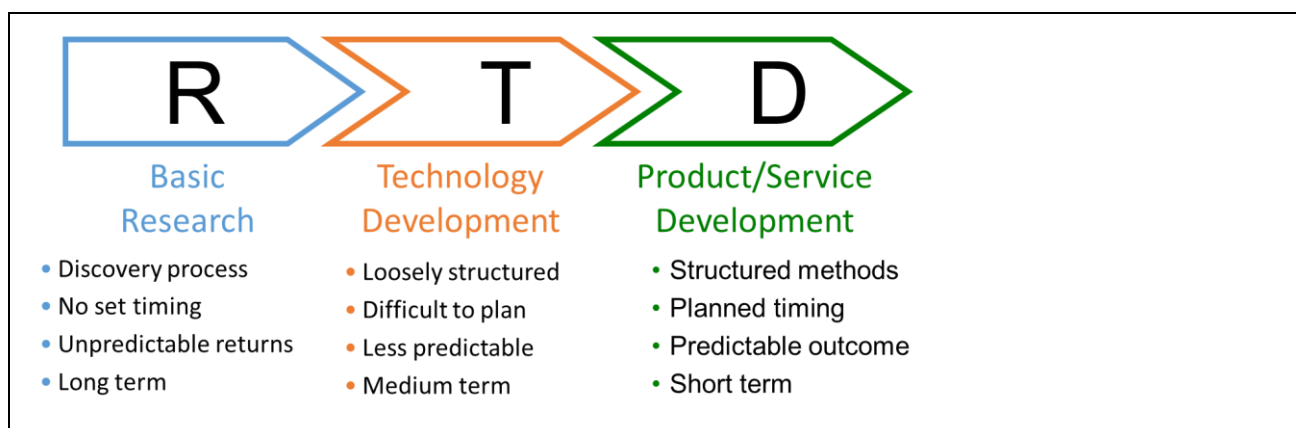 R
T
D
Basic
Research
Technology
Development
Product/Service
Development
• Discovery process
• No set timing
• Unpredictable returns
• Long term
• Loosely structured
• Difficult to plan
• Less predictable
• Medium term
• Structured methods
• Planned timing
• Predictable outcome
• Short term